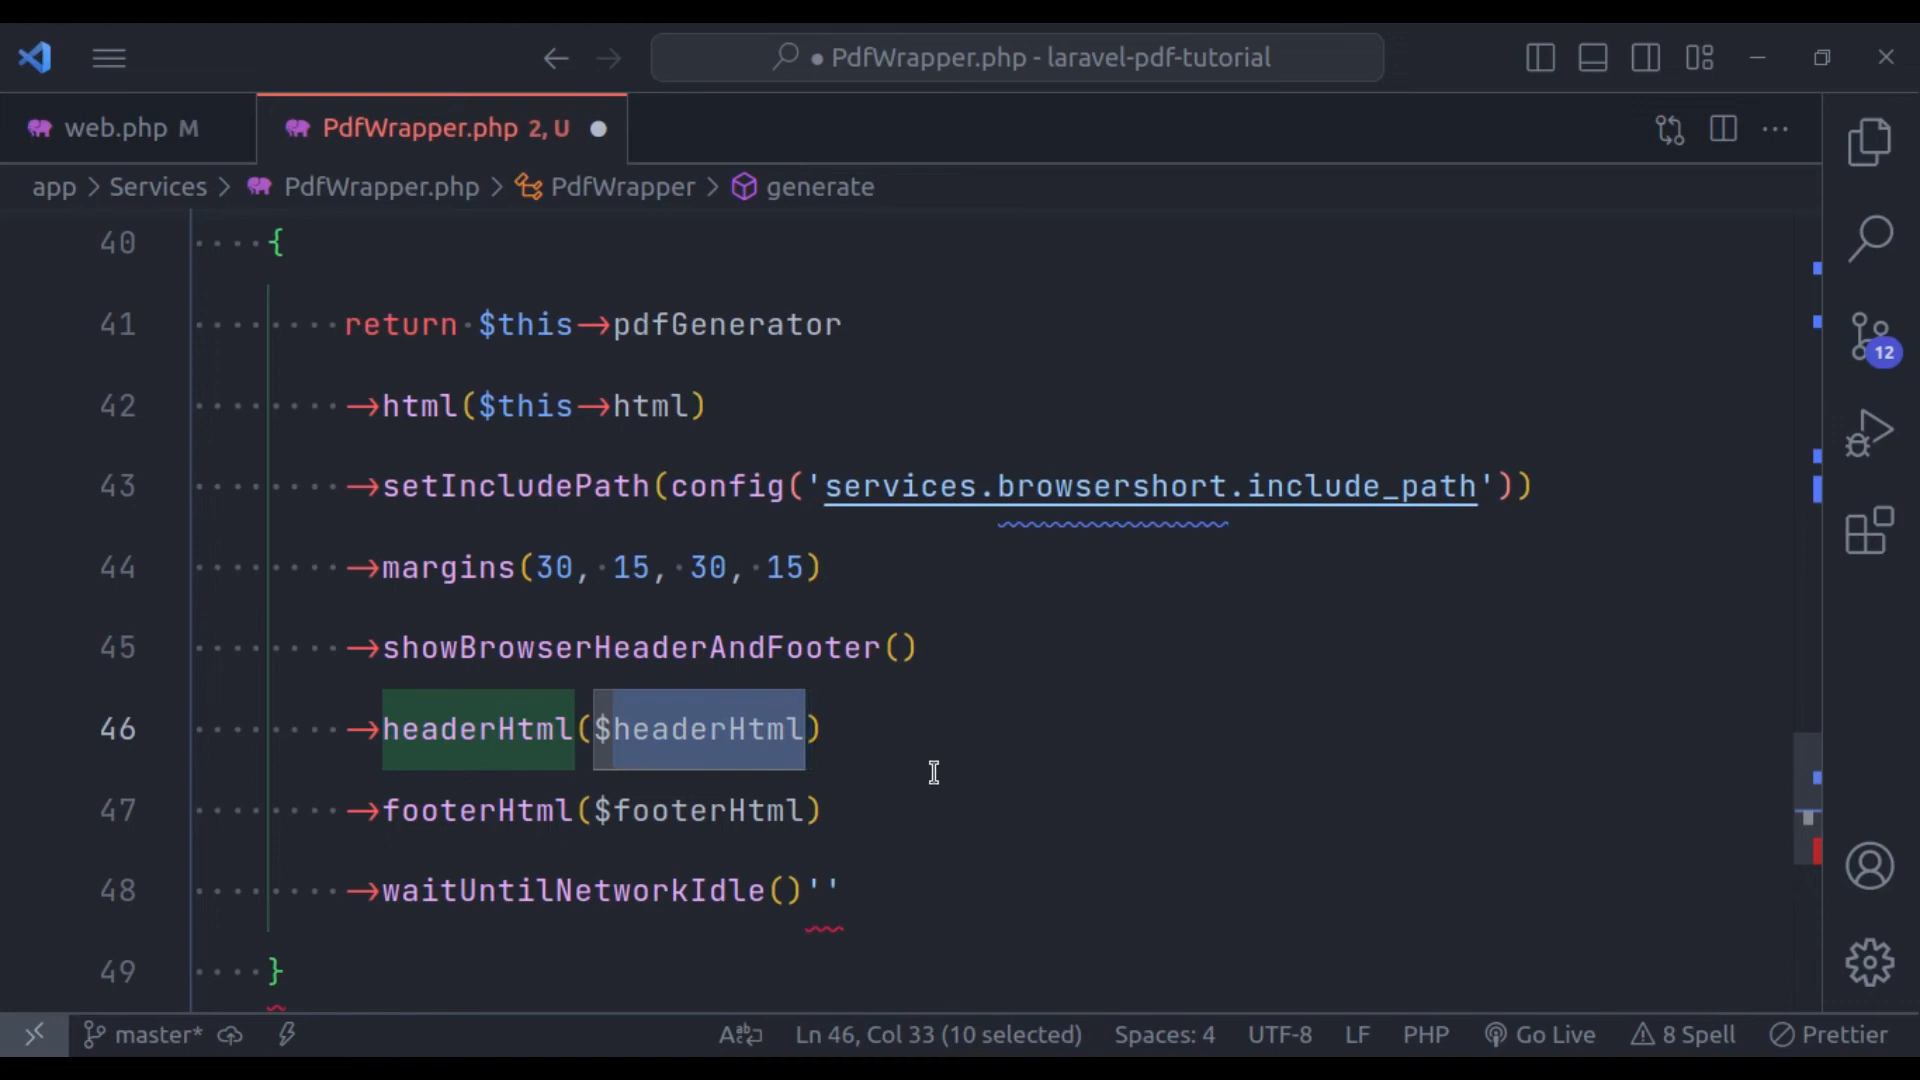 PdfWrapper.php - laravel-pdf-tutorial
web.php M
PdfWrapper.php 2, U
app > Services > PdfWrapper.php > PdfWrapper > generate
40 {
41 return $this->pdfGenerator
42 ->html($this->html)
43 ->setIncludePath(config('services.browsershort.include_path'))
44 ->margins(30, 15, 30, 15)
45 ->showBrowserHeaderAndFooter()
46 ->headerHtml($headerHtml)
47 ->footerHtml($footerHtml)
48 ->waitUntilNetworkIdle()''
49 }
12
master* Ln 46, Col 33 (10 selected) Spaces: 4 UTF-8 LF PHP Go Live 8 Spell Prettier